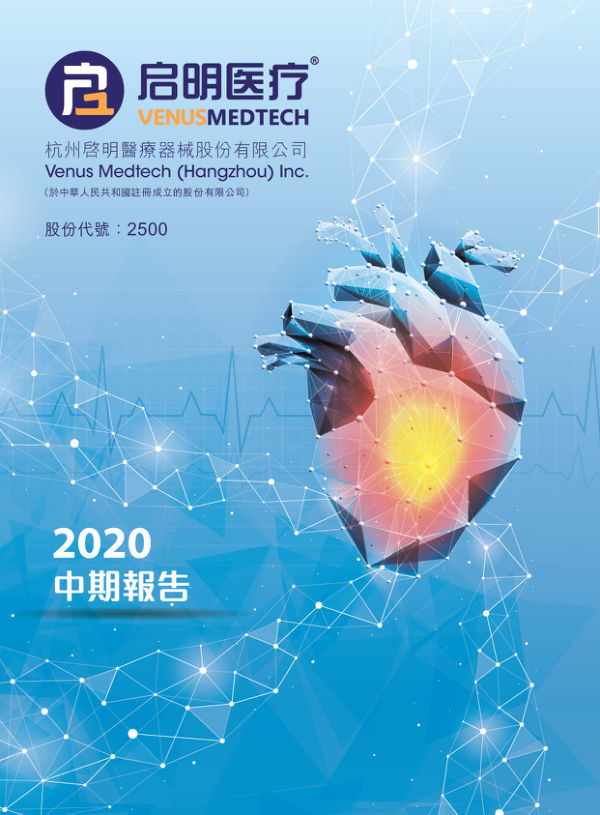 启明医疗®
VENUSMEDTECH
杭州啓明醫療器械股份有限公司
Venus Medtech (Hangzhou) Inc.
（於中華人民共和國註冊成立的股份有限公司）
股份代號：2500
2020
中期報告